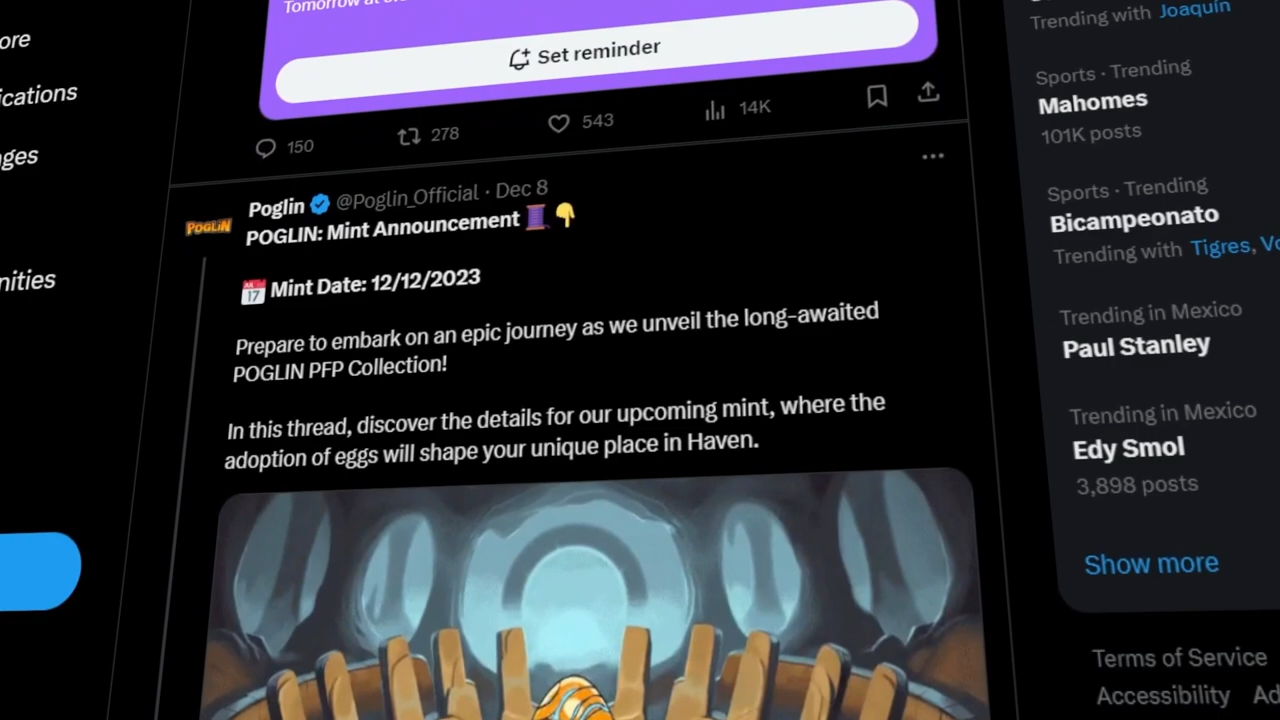 ore
ications
ges
nities
Tomorrow at
Set reminder
150
278
543
14K
POGLiN
Poglin @Poglin_Official · Dec 8
POGLIN: Mint Announcement 🧵👇
JUL 17 Mint Date: 12/12/2023
Prepare to embark on an epic journey as we unveil the long-awaited
POGLIN PFP Collection!
In this thread, discover the details for our upcoming mint, where the
adoption of eggs will shape your unique place in Haven.
Trending with Joaquín
Sports · Trending
Mahomes
101K posts
Sports · Trending
Bicampeonato
Trending with Tigres,
Trending in Mexico
Paul Stanley
Trending in Mexico
Edy Smol
3,898 posts
Show more
Terms of Service
Accessibility